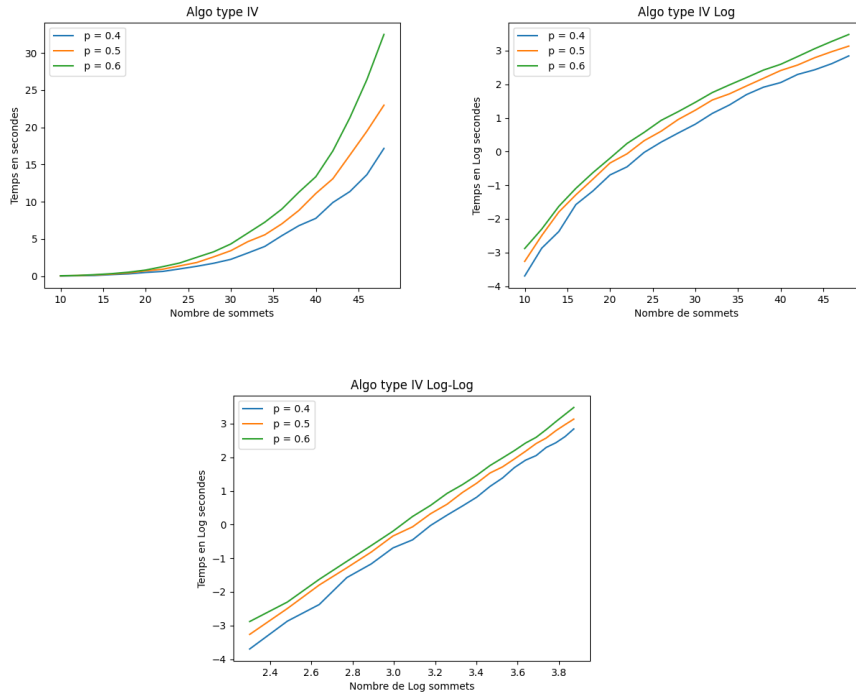 Algo type IV
p = 0.4
p = 0.5
p = 0.6
Temps en secondes
30
25
20
15
10
5
0
10 15 20 25 30 35 40 45
Nombre de sommets
Algo type IV Log
p = 0.4
p = 0.5
p = 0.6
Temps en Log secondes
3
2
1
0
−1
−2
−3
−4
10 15 20 25 30 35 40 45
Nombre de sommets
Algo type IV Log-Log
p = 0.4
p = 0.5
p = 0.6
Temps en Log secondes
3
2
1
0
−1
−2
−3
−4
2.4 2.6 2.8 3.0 3.2 3.4 3.6 3.8
Nombre de Log sommets